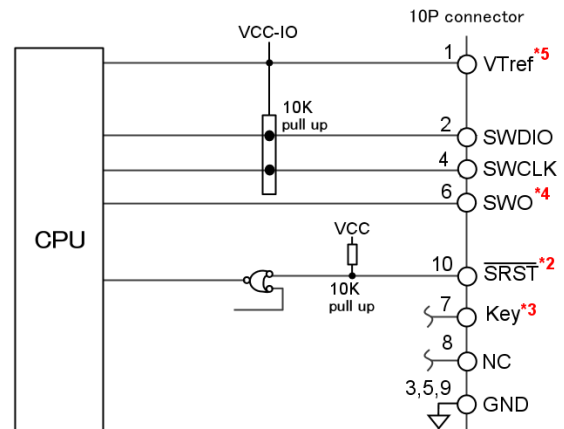 10P connector
VCC-IO
1 VTref*5
10K
pull up
2 SWDIO
4 SWCLK
6 SWO*4
CPU
VCC
10 SRST*2
10K
pull up
7 Key*3
8 NC
3,5,9 GND